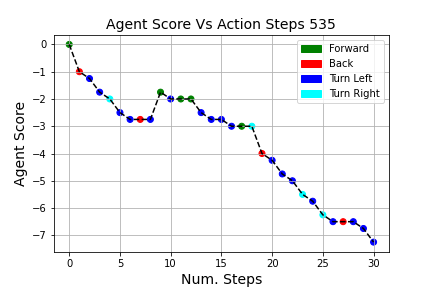 Agent Score Vs Action Steps 535
Forward
Back
Turn Left
Turn Right
0
−1
−2
−3
−4
−5
−6
−7
Agent Score
0 5 10 15 20 25 30
Num. Steps